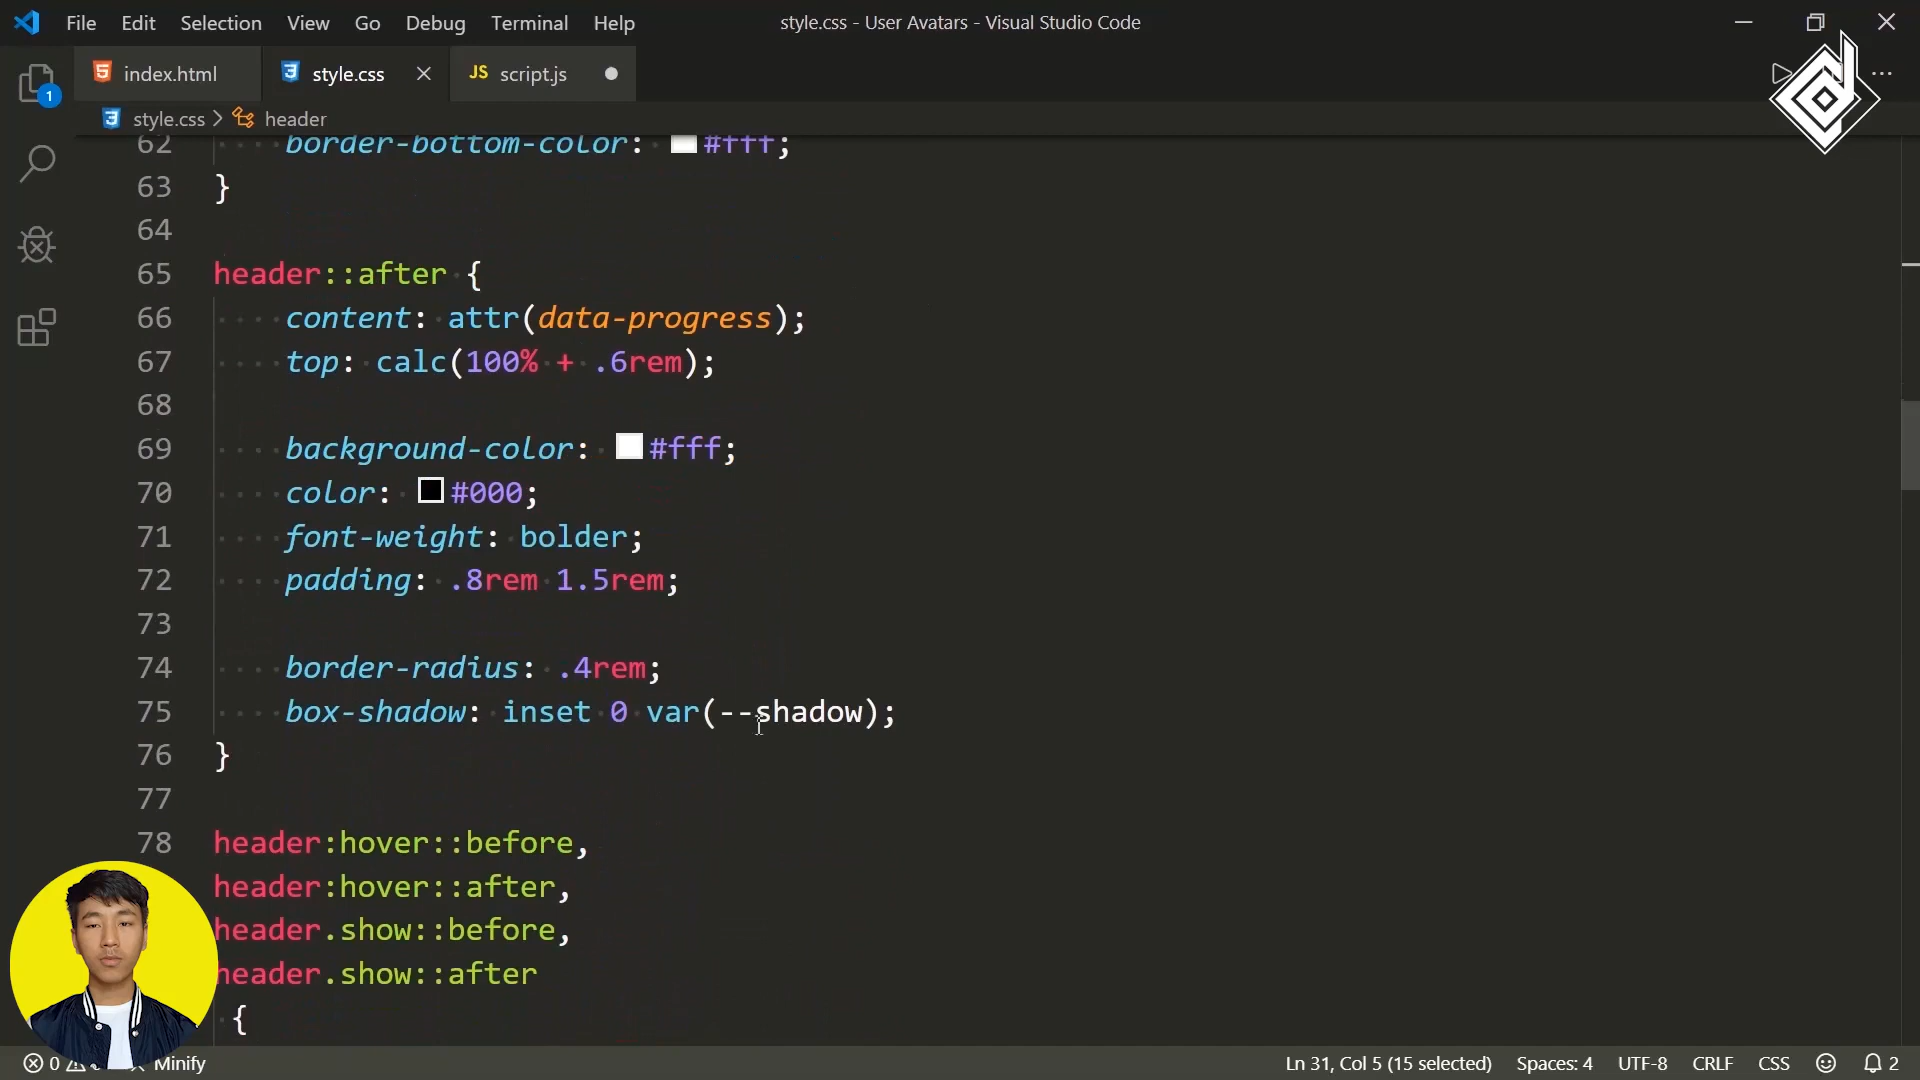 File Edit Selection View Go Debug Terminal Help
style.css - User Avatars - Visual Studio Code
index.html
style.css
JS script.js
style.css > header
1
62 border-bottom-color: #fff;
63 }
64
65 header::after {
66 content: attr(data-progress);
67 top: calc(100% + .6rem);
68
69 background-color: #fff;
70 color: #000;
71 font-weight: bolder;
72 padding: .8rem 1.5rem;
73
74 border-radius: .4rem;
75 box-shadow: inset 0 var(--shadow);
76 }
77
78 header:hover::before,
header:hover::after,
header.show::before,
header.show::after
{
0 Minify
Ln 31, Col 5 (15 selected) Spaces: 4 UTF-8 CRLF CSS 2